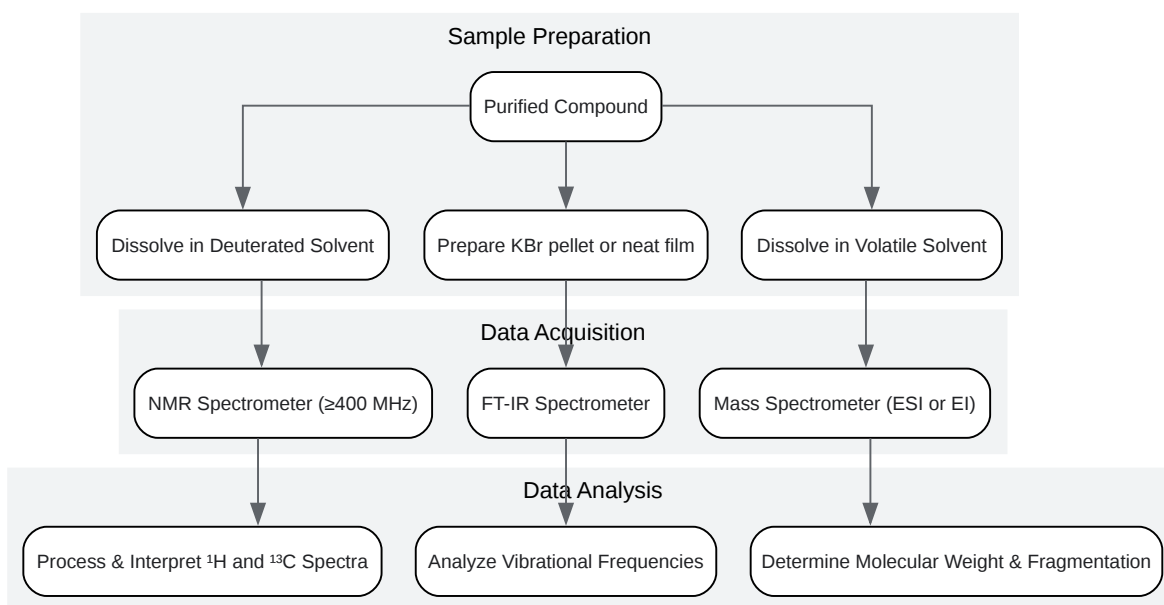 Sample Preparation
Purified Compound
Dissolve in Deuterated Solvent
Prepare KBr pellet or neat film
Dissolve in Volatile Solvent
Data Acquisition
NMR Spectrometer (≥400 MHz)
FT-IR Spectrometer
Mass Spectrometer (ESI or EI)
Data Analysis
Process & Interpret ¹H and ¹³C Spectra
Analyze Vibrational Frequencies
Determine Molecular Weight & Fragmentation